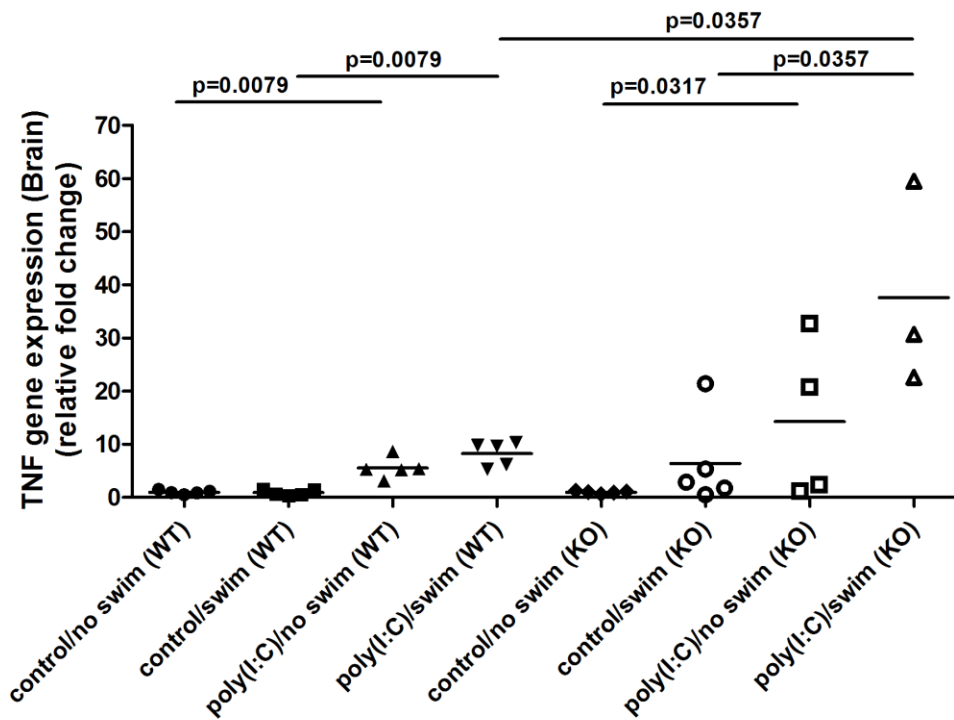 p=0.0357
p=0.0079
p=0.0357
p=0.0079
p=0.0317
TNF gene expression (Brain)
(relative fold change)
70
60
50
40
30
20
10
0
control/no swim (WT)
control/swim (WT)
poly(I:C)/no swim (WT)
poly(I:C)/swim (WT)
control/no swim (KO)
control/swim (KO)
poly(I:C)/no swim (KO)
poly(I:C)/swim (KO)